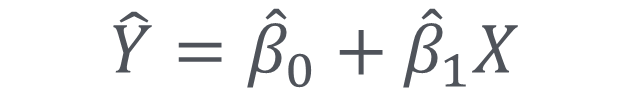 Ŷ = β̂₀ + β̂₁X